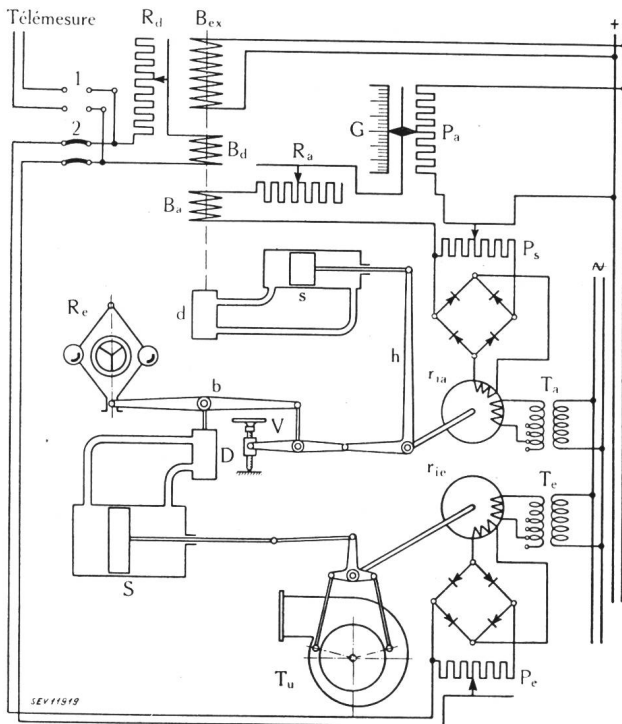 Télémesure
R_d
B_ex
+
1
2
G
P_a
B_d
R_a
B_a
P_s
~
s
d
R_e
h
r_ia
T_a
b
V
D
r_ie
T_e
S
T_u
P_e
SEV11919